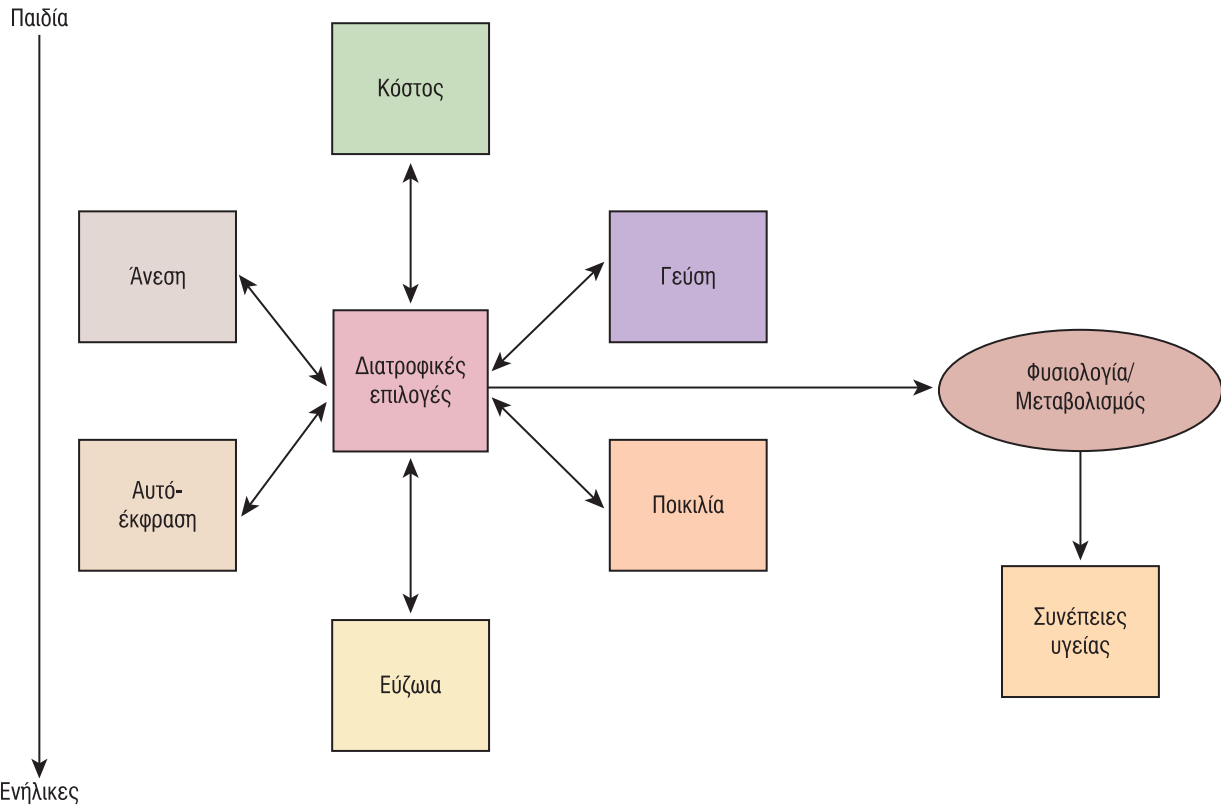 Παιδία
Κόστος
Άνεση
Γεύση
Διατροφικές
επιλογές
Φυσιολογία/
Μεταβολισμός
Αυτό-
έκφραση
Ποικιλία
Συνέπειες
υγείας
Εύζωια
Ενήλικες